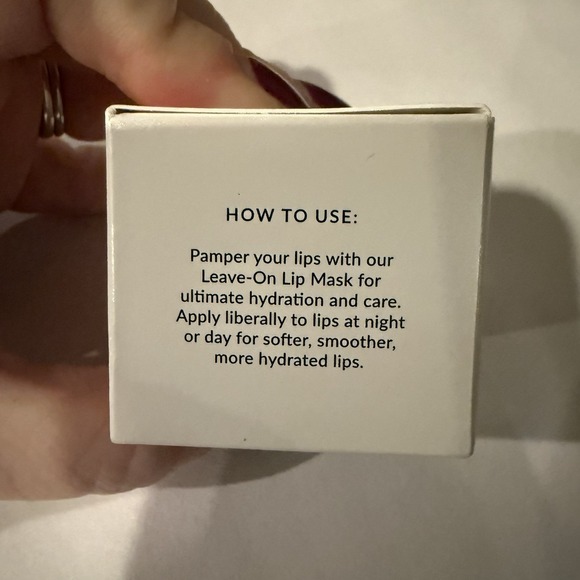 HOW TO USE:
Pamper your lips with our
Leave-On Lip Mask for
ultimate hydration and care.
Apply liberally to lips at night
or day for softer, smoother,
more hydrated lips.